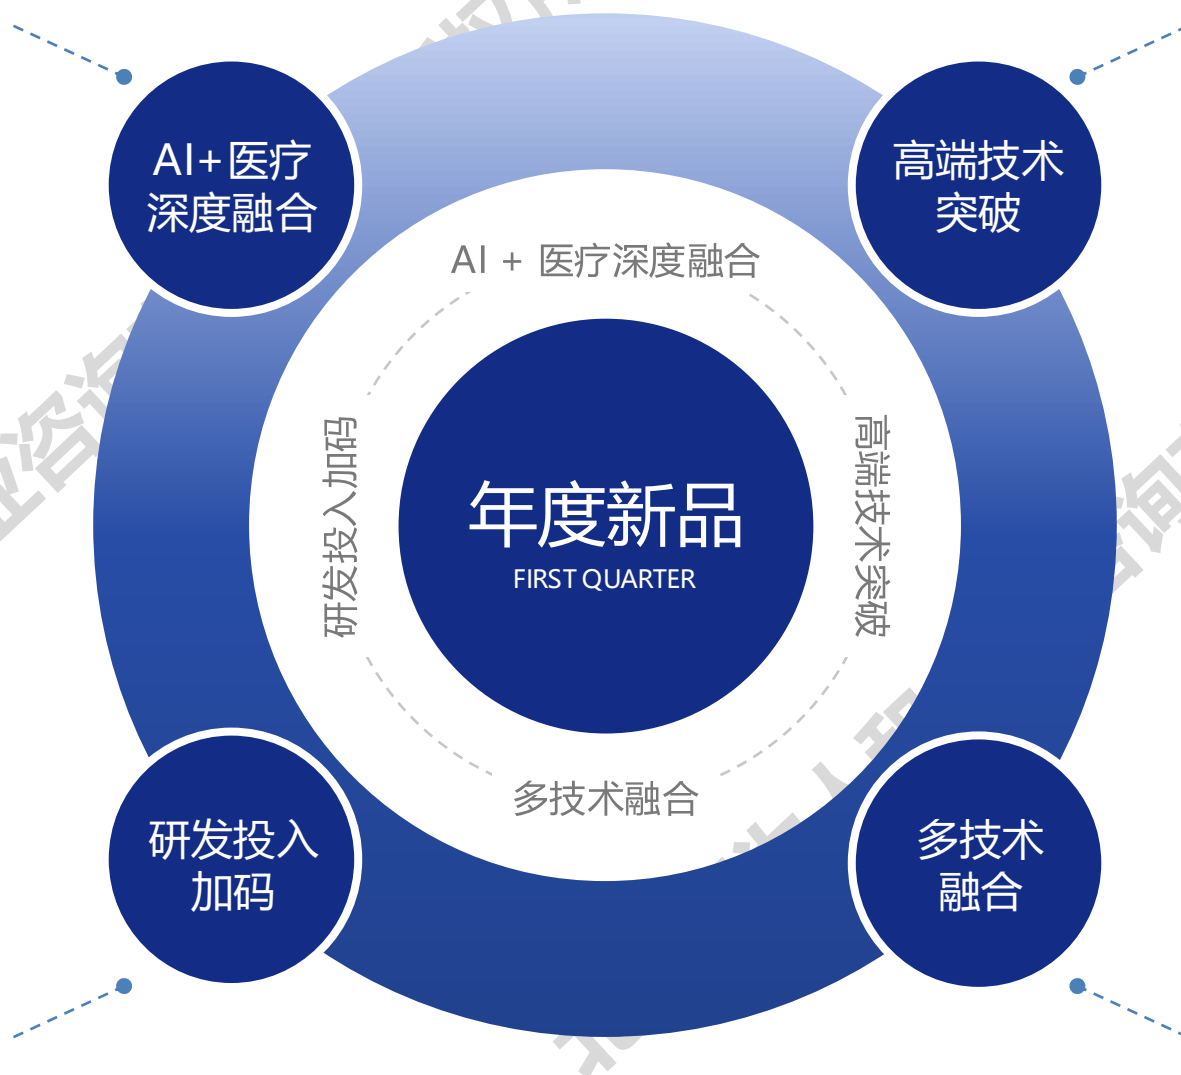 AI+医疗
深度融合
高端技术
突破
AI + 医疗深度融合
研发投入加码
年度新品
FIRST QUARTER
高端技术突破
多技术融合
研发投入
加码
多技术
融合